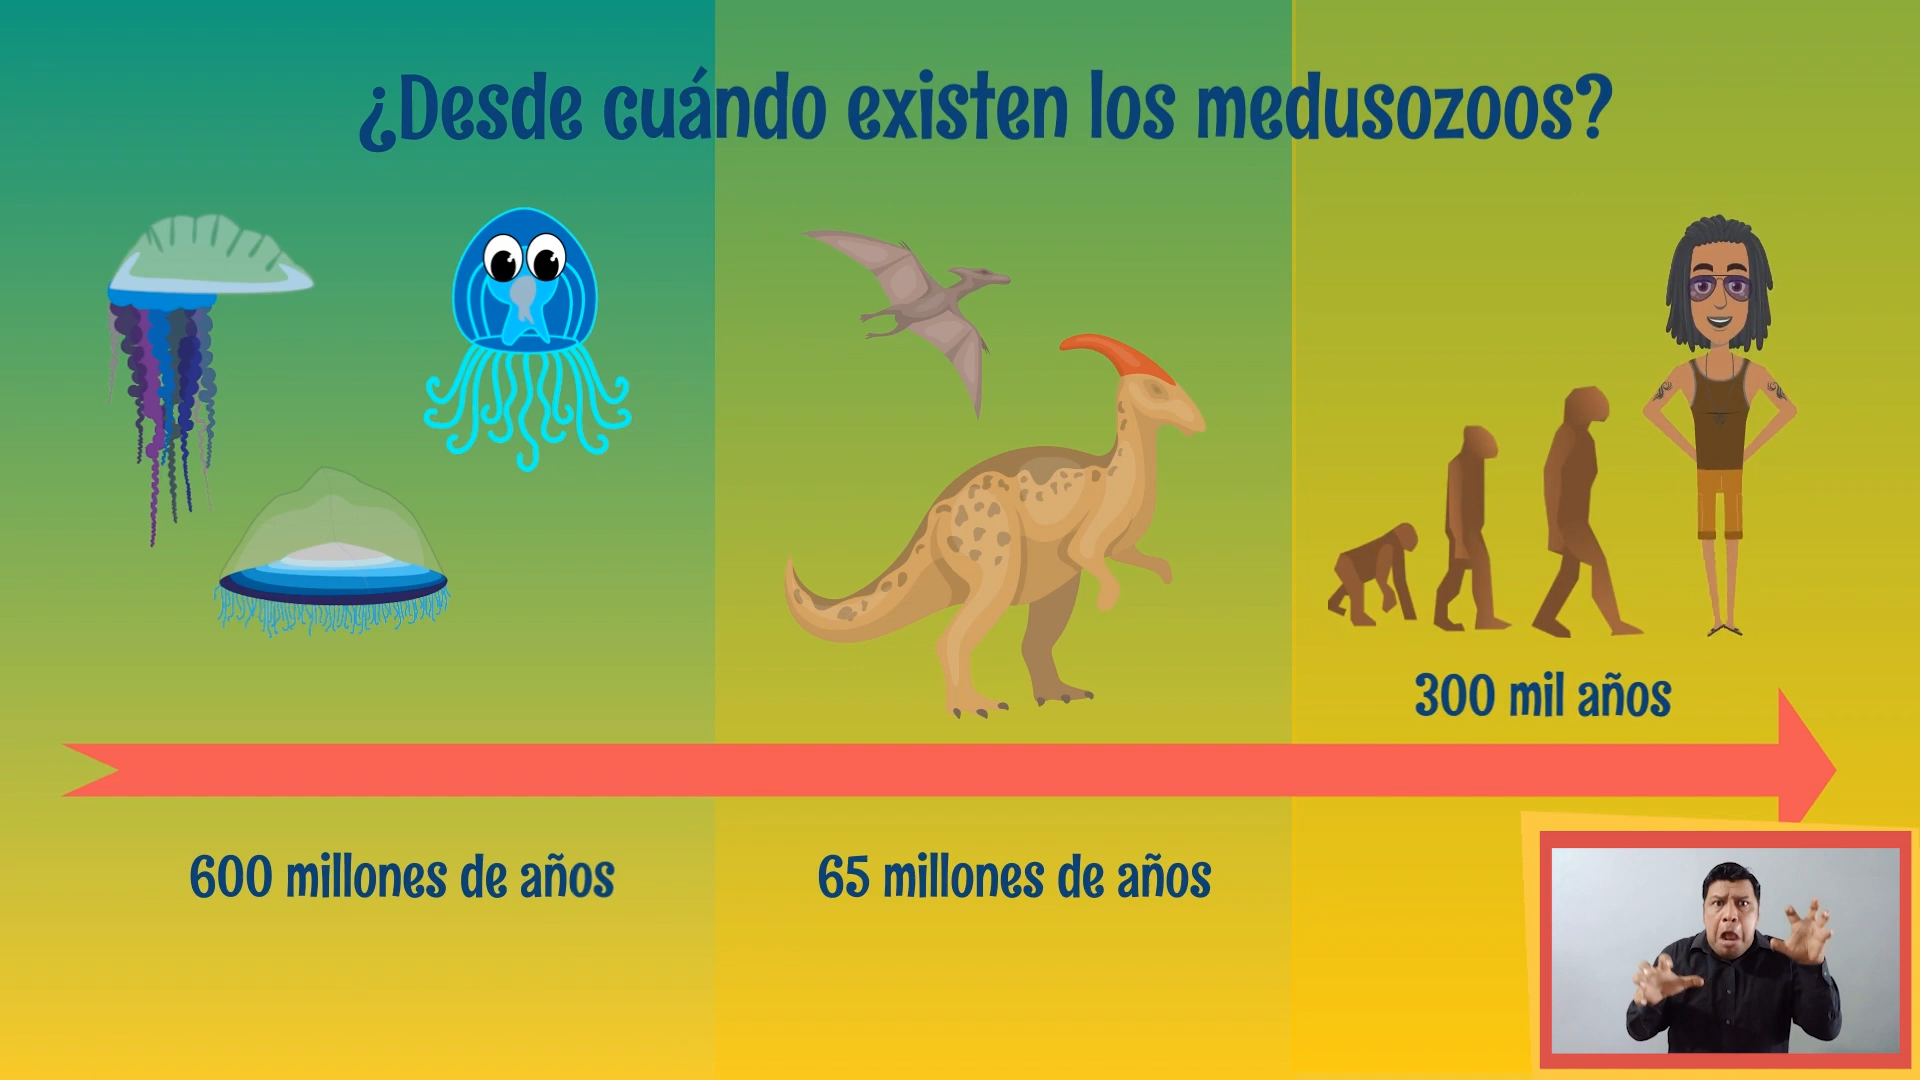 ¿Desde cuándo existen los medusozoos?
300 mil años
600 millones de años
65 millones de años